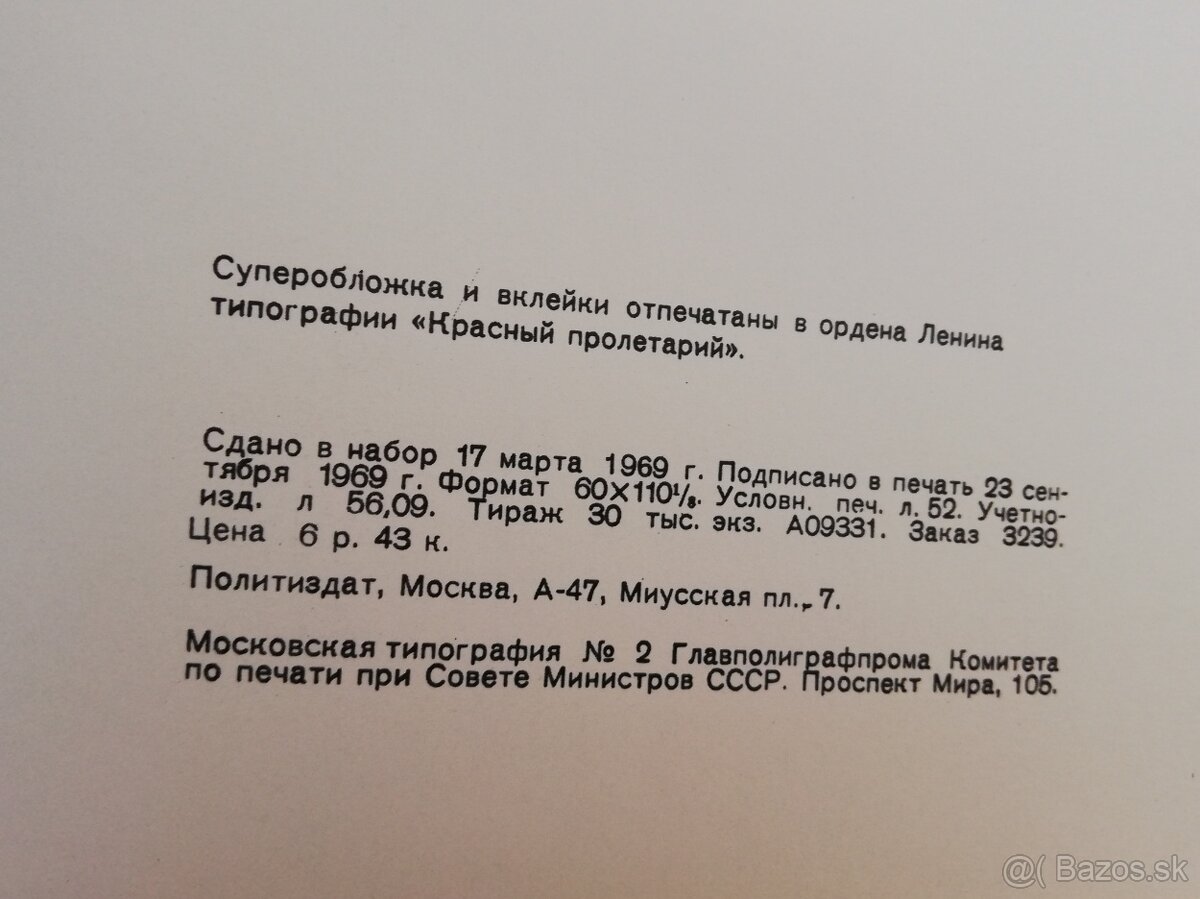 Суперобложка и вклейки отпечатаны в ордена Ленина
типографии «Красный пролетарий».
Сдано в набор 17 марта 1969 г. Подписано в печать 23 сен-
тября 1969 г. Формат 60×110⅛. Условн. печ. л. 52. Учетно-
изд. л 56,09. Тираж 30 тыс. экз. А09331. Заказ 3239.
Цена 6 р. 43 к.
Политиздат, Москва, А-47, Миусская пл., 7.
Московская типография № 2 Главполиграфпрома Комитета
по печати при Совете Министров СССР. Проспект Мира, 105.
@( Bazos.sk